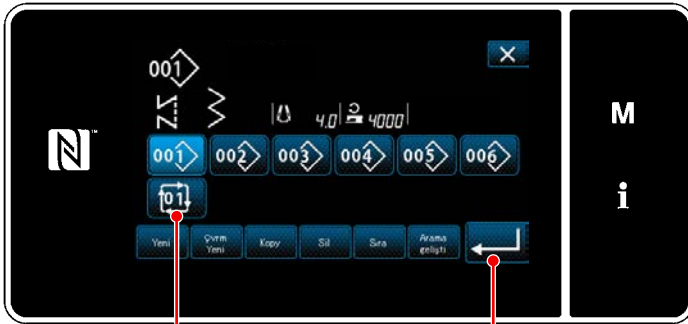 001
4.0 4000
M
N
001 002 003 004 005 006
i
01
Yeni Çvrm Yeni Kopy Sil Sıra Arama gelişti